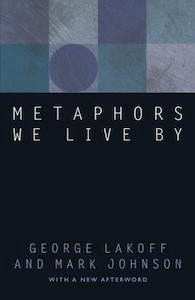 METAPHORS
WE LIVE BY
GEORGE LAKOFF
AND MARK JOHNSON
WITH A NEW AFTERWORD